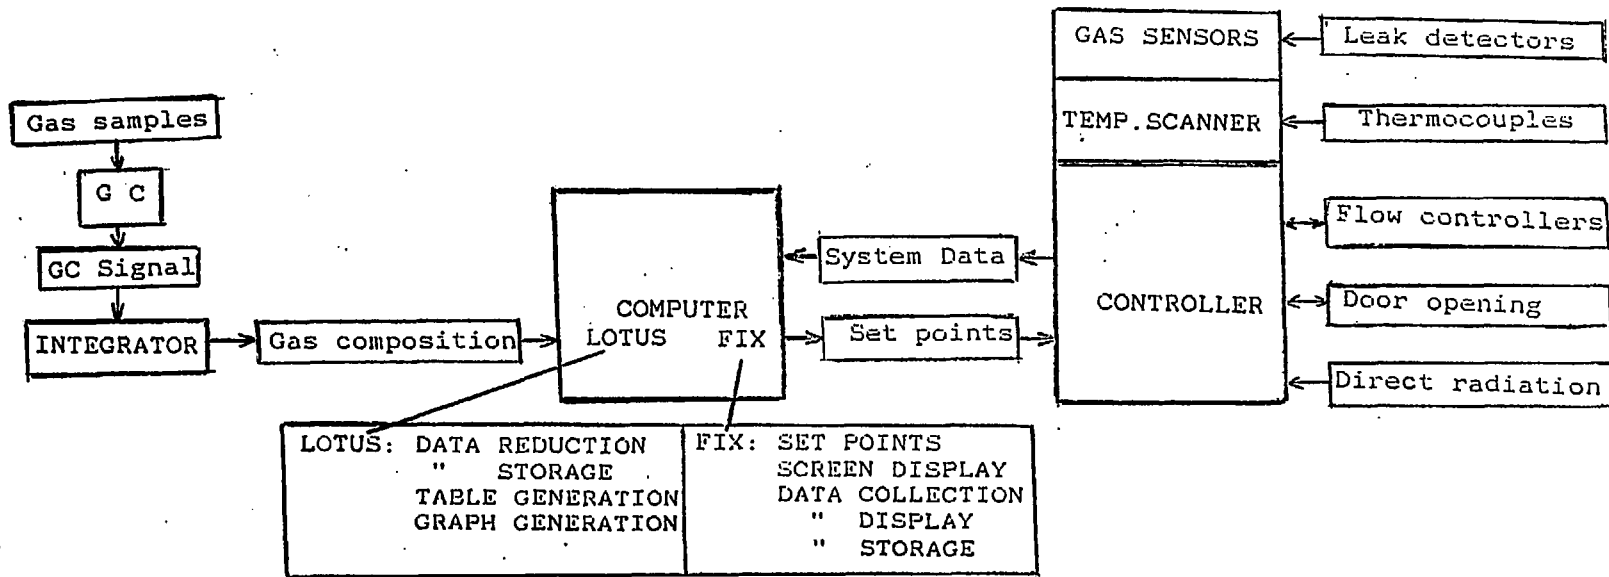 GAS SENSORS
Leak detectors
TEMP.SCANNER
Thermocouples
Gas samples
G C
GC Signal
INTEGRATOR
Gas composition
COMPUTER
LOTUS FIX
System Data
Set points
CONTROLLER
Flow controllers
Door opening
Direct radiation
LOTUS: DATA REDUCTION
" STORAGE
TABLE GENERATION
GRAPH GENERATION
FIX: SET POINTS
SCREEN DISPLAY
DATA COLLECTION
" DISPLAY
" STORAGE